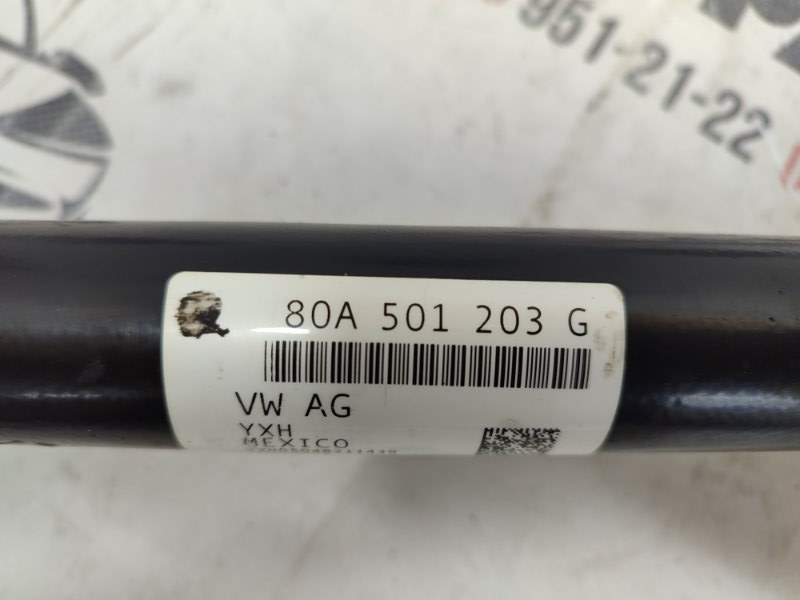 951-21-22
80A 501 203 G
VW AG
YXH
MEXICO